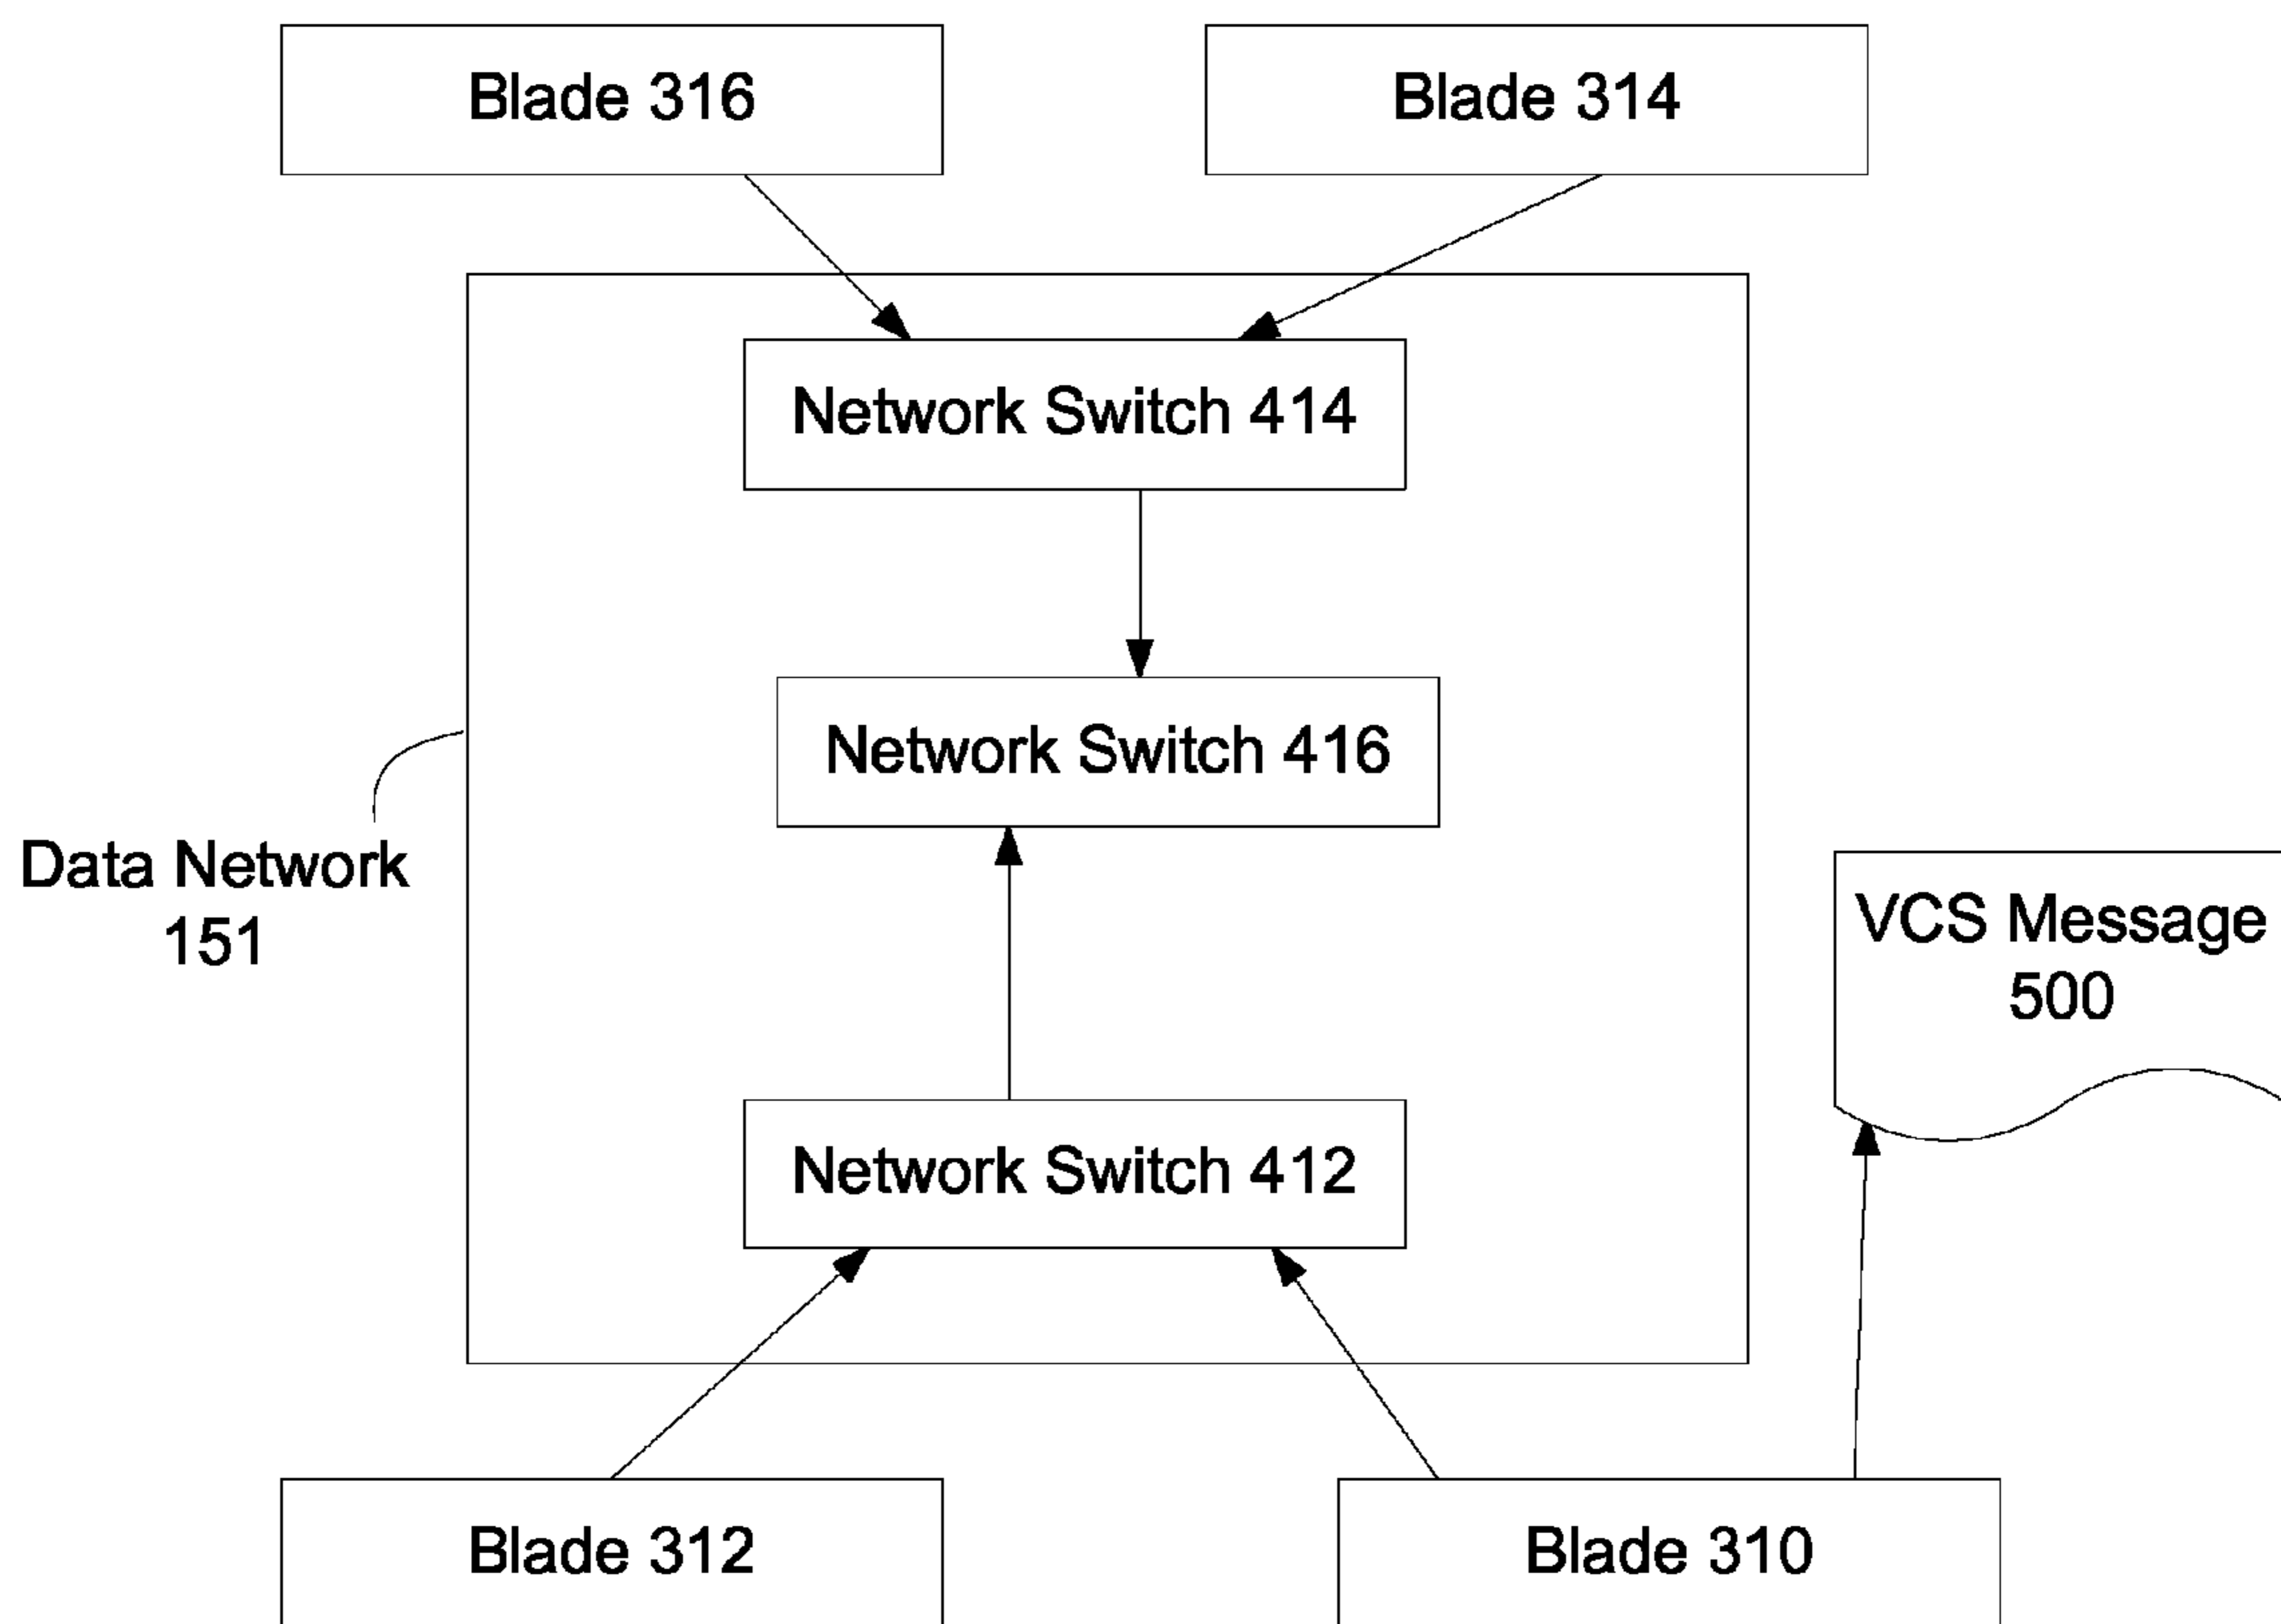 Blade 316
Blade 314
Network Switch 414
Network Switch 416
Data Network
151
VCS Message
500
Network Switch 412
Blade 312
Blade 310